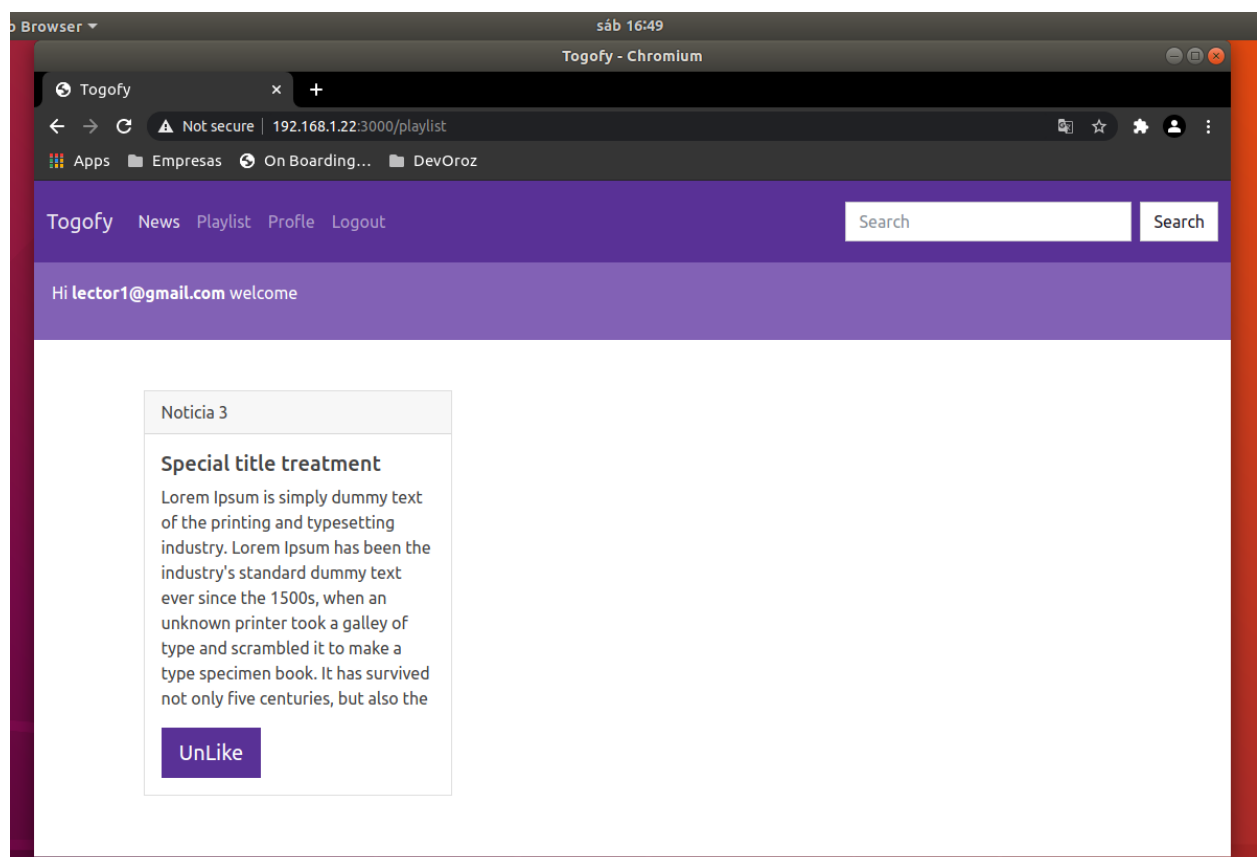 o Browser
sáb 16:49
Togofy - Chromium
Togofy
Not secure | 192.168.1.22:3000/playlist
Apps Empresas On Boarding... DevOroz
Togofy News Playlist Profle Logout Search Search
Hi lector1@gmail.com welcome
Noticia 3
Special title treatment
Lorem Ipsum is simply dummy text
of the printing and typesetting
industry. Lorem Ipsum has been the
industry's standard dummy text
ever since the 1500s, when an
unknown printer took a galley of
type and scrambled it to make a
type specimen book. It has survived
not only five centuries, but also the
UnLike